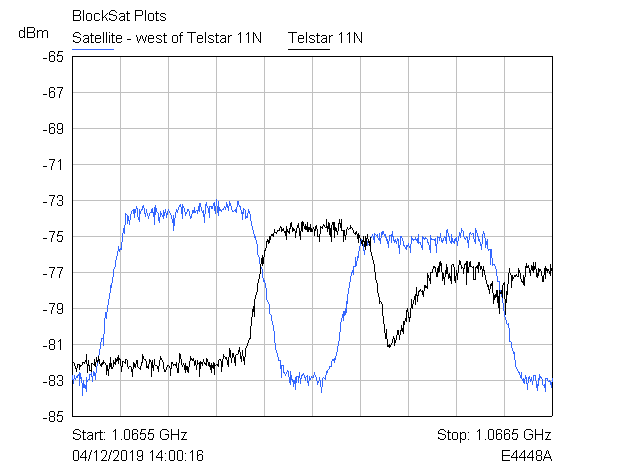 BlockSat Plots
dBm
Satellite - west of Telstar 11N Telstar 11N
-65
-67
-69
-71
-73
-75
-77
-79
-81
-83
-85
Start: 1.0655 GHz Stop: 1.0665 GHz
04/12/2019 14:00:16 E4448A